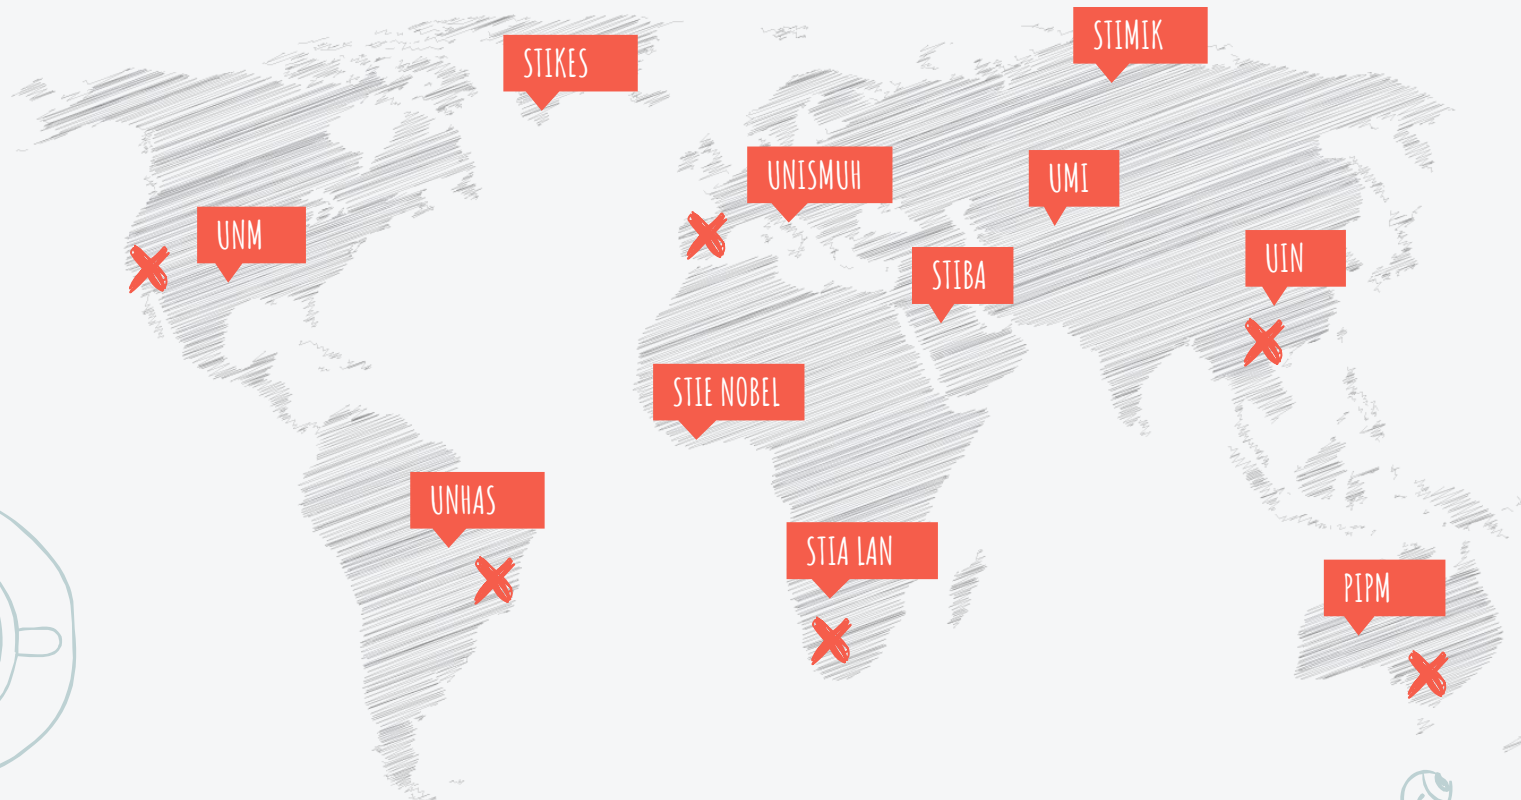 STIMIK
STIKES
UNISMUH
UMI
UNM
UIN
STIBA
STIE NOBEL
UNHAS
STIA LAN
PIPM